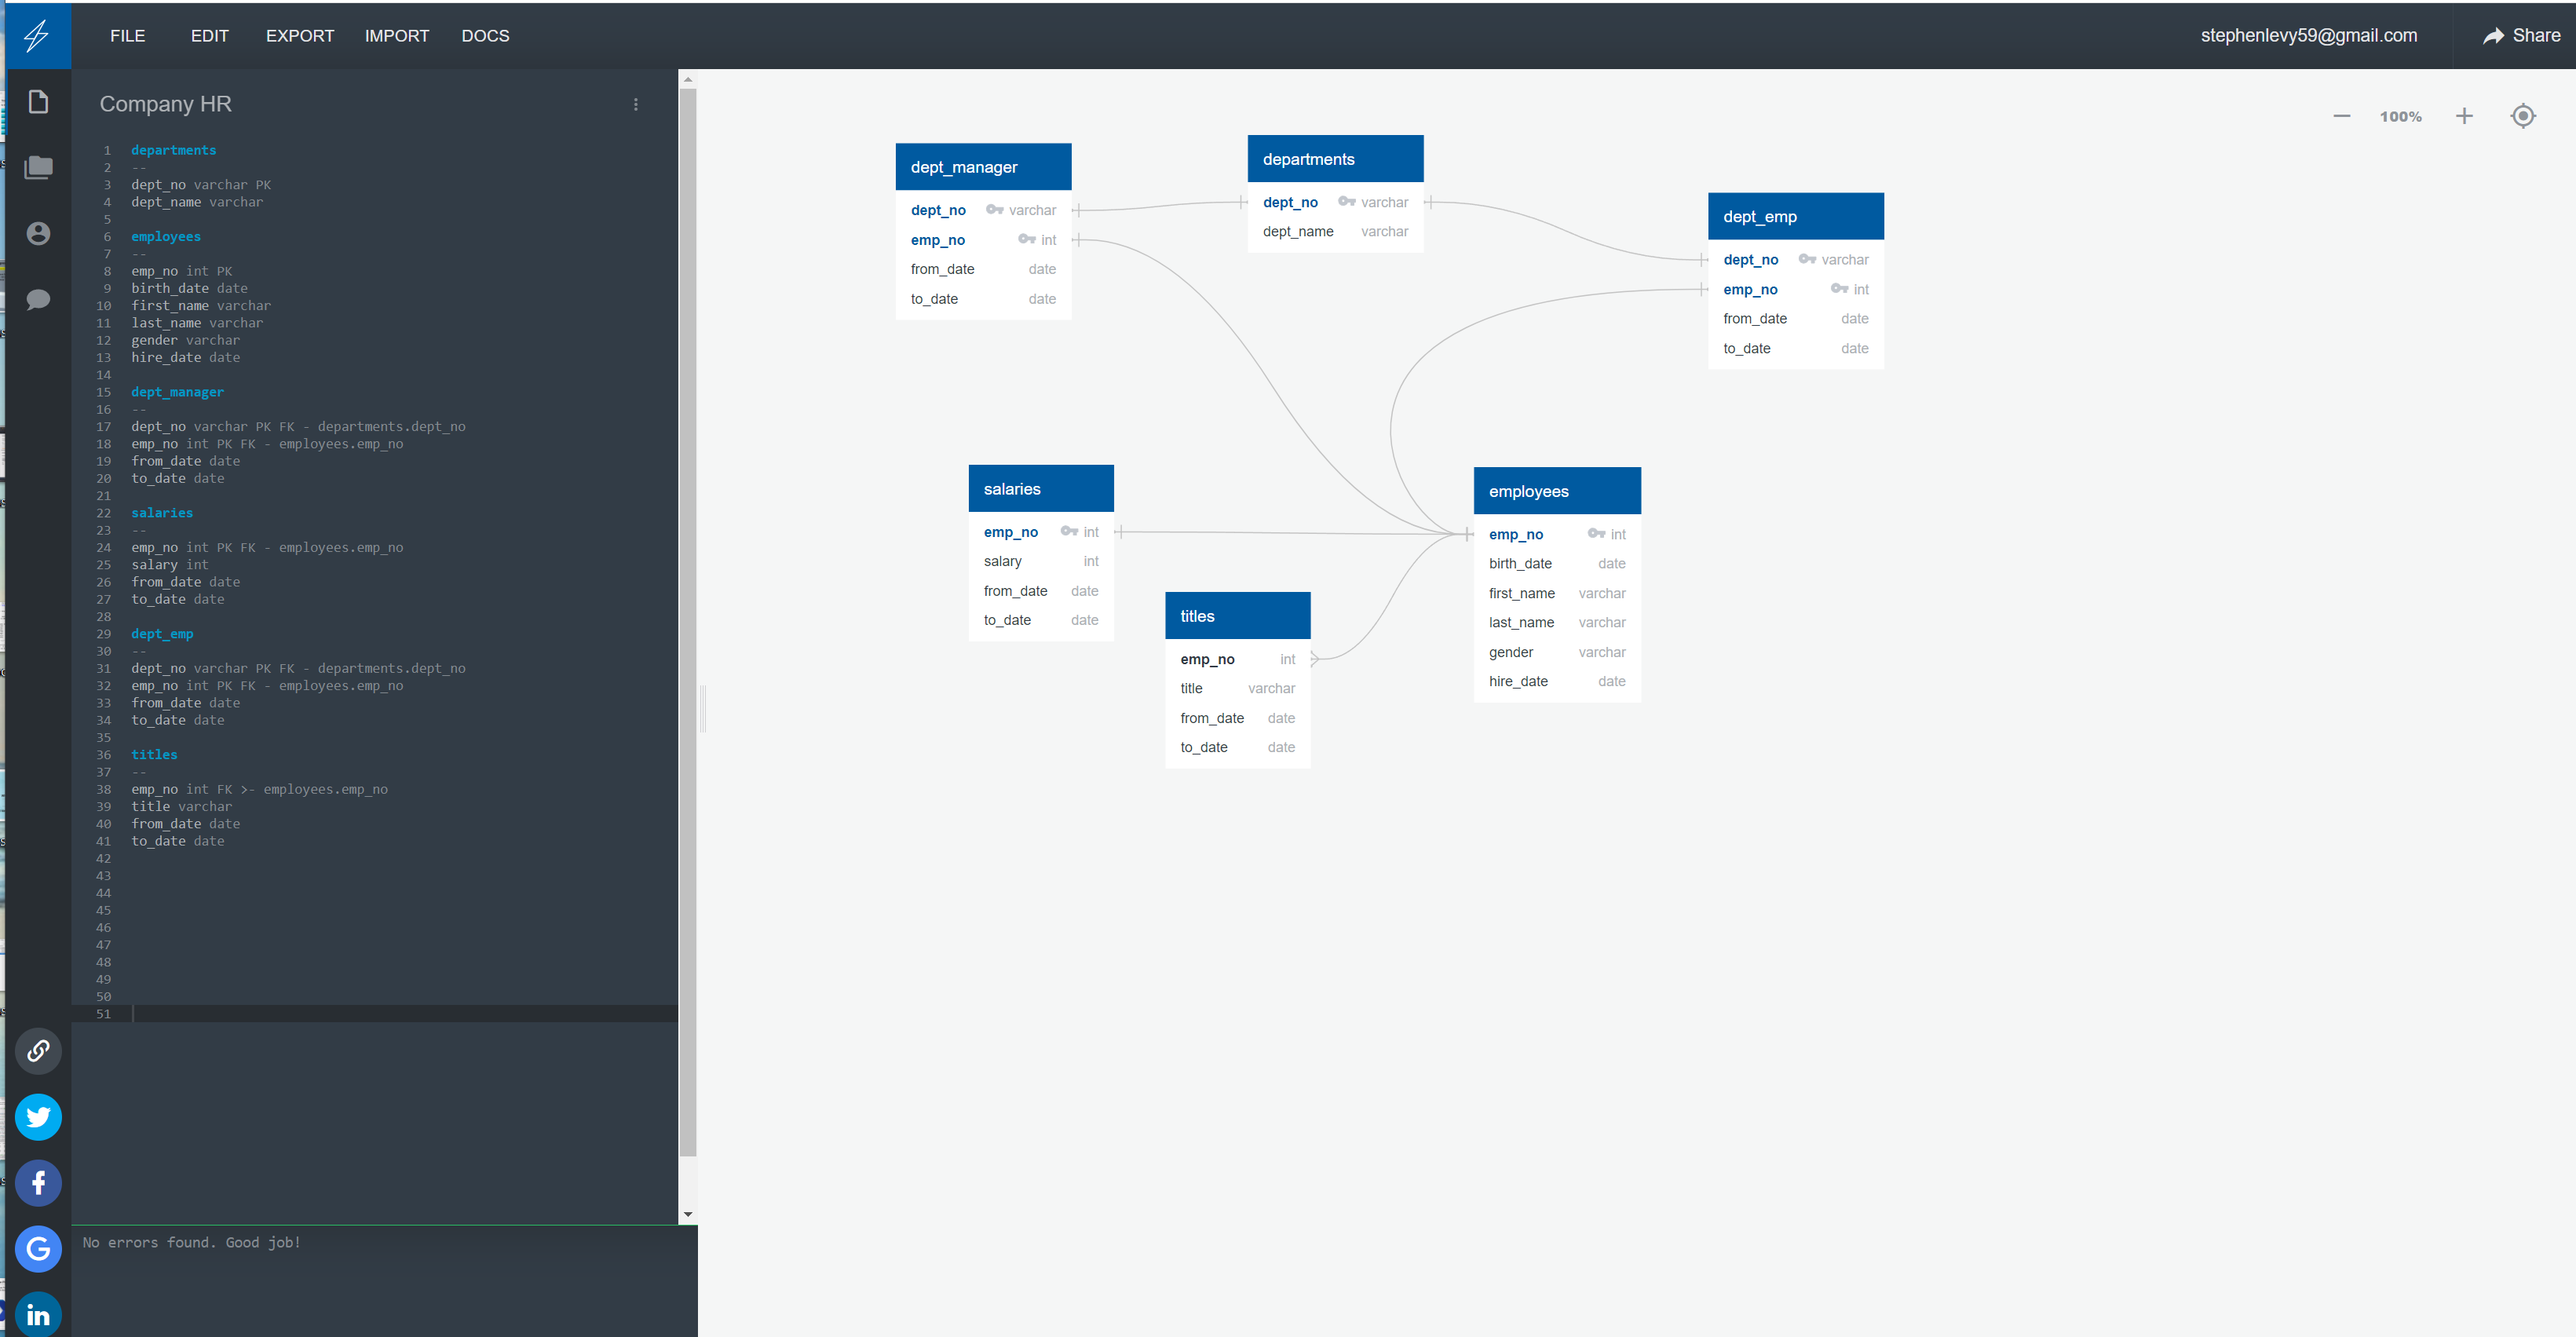 FILE EDIT EXPORT IMPORT DOCS stephenlevy59@gmail.com Share
Company HR
1 departments
2 --
3 dept_no varchar PK
4 dept_name varchar
5
6 employees
7 --
8 emp_no int PK
9 birth_date date
10 first_name varchar
11 last_name varchar
12 gender varchar
13 hire_date date
14
15 dept_manager
16 --
17 dept_no varchar PK FK - departments.dept_no
18 emp_no int PK FK - employees.emp_no
19 from_date date
20 to_date date
21
22 salaries
23 --
24 emp_no int PK FK - employees.emp_no
25 salary int
26 from_date date
27 to_date date
28
29 dept_emp
30 --
31 dept_no varchar PK FK - departments.dept_no
32 emp_no int PK FK - employees.emp_no
33 from_date date
34 to_date date
35
36 titles
37 --
38 emp_no int FK >- employees.emp_no
39 title varchar
40 from_date date
41 to_date date
42
43
44
45
46
47
48
49
50
51
No errors found. Good job!
100%
dept_manager
dept_no varchar
emp_no int
from_date date
to_date date
departments
dept_no varchar
dept_name varchar
dept_emp
dept_no varchar
emp_no int
from_date date
to_date date
salaries
emp_no int
salary int
from_date date
to_date date
titles
emp_no int
title varchar
from_date date
to_date date
employees
emp_no int
birth_date date
first_name varchar
last_name varchar
gender varchar
hire_date date